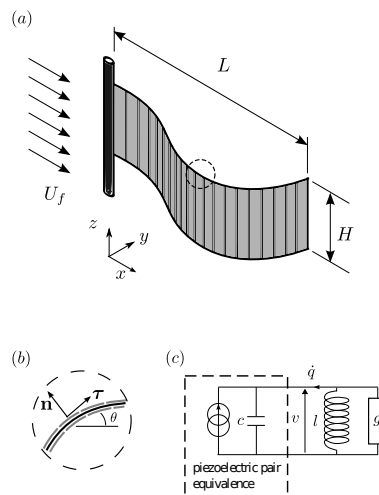 (a)
L
U_f
z
y
x
H
(b)
n
τ
θ
(c)
q̇
c
v
l
g
piezoelectric pair
equivalence